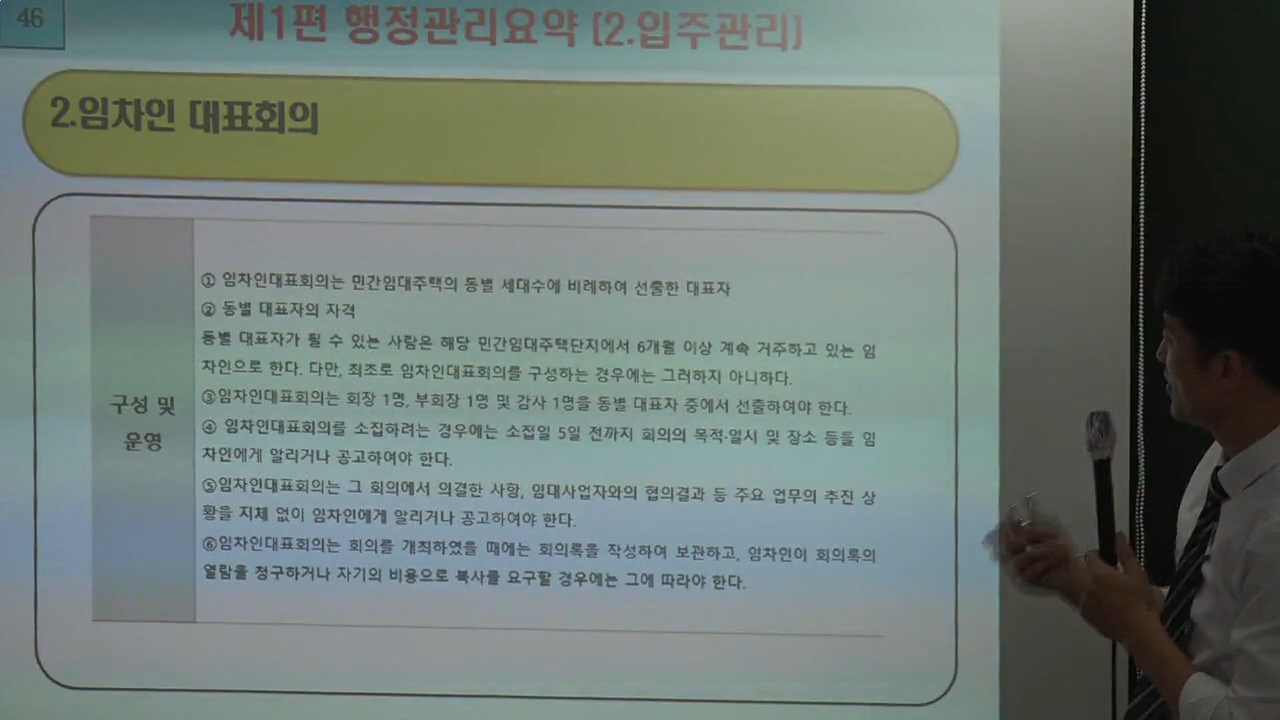 46
제1편 행정관리요약 (2.입주관리)
2.임차인 대표회의
구성 및
운영
① 임차인대표회의는 민간임대주택의 동별 세대수에 비례하여 선출한 대표자
② 동별 대표자의 자격
동별 대표자가 될 수 있는 사람은 해당 민간임대주택단지에서 6개월 이상 계속 거주하고 있는 임
차인으로 한다. 다만, 최초로 임차인대표회의를 구성하는 경우에는 그러하지 아니하다.
③임차인대표회의는 회장 1명, 부회장 1명 및 감사 1명을 동별 대표자 중에서 선출하여야 한다.
④ 임차인대표회의를 소집하려는 경우에는 소집일 5일 전까지 회의의 목적·일시 및 장소 등을 임
차인에게 알리거나 공고하여야 한다.
⑤임차인대표회의는 그 회의에서 의결한 사항, 임대사업자와의 협의결과 등 주요 업무의 추진 상
황을 지체 없이 임차인에게 알리거나 공고하여야 한다.
⑥임차인대표회의는 회의를 개최하였을 때에는 회의록을 작성하여 보관하고, 임차인이 회의록의
열람을 청구하거나 자기의 비용으로 복사를 요구할 경우에는 그에 따라야 한다.